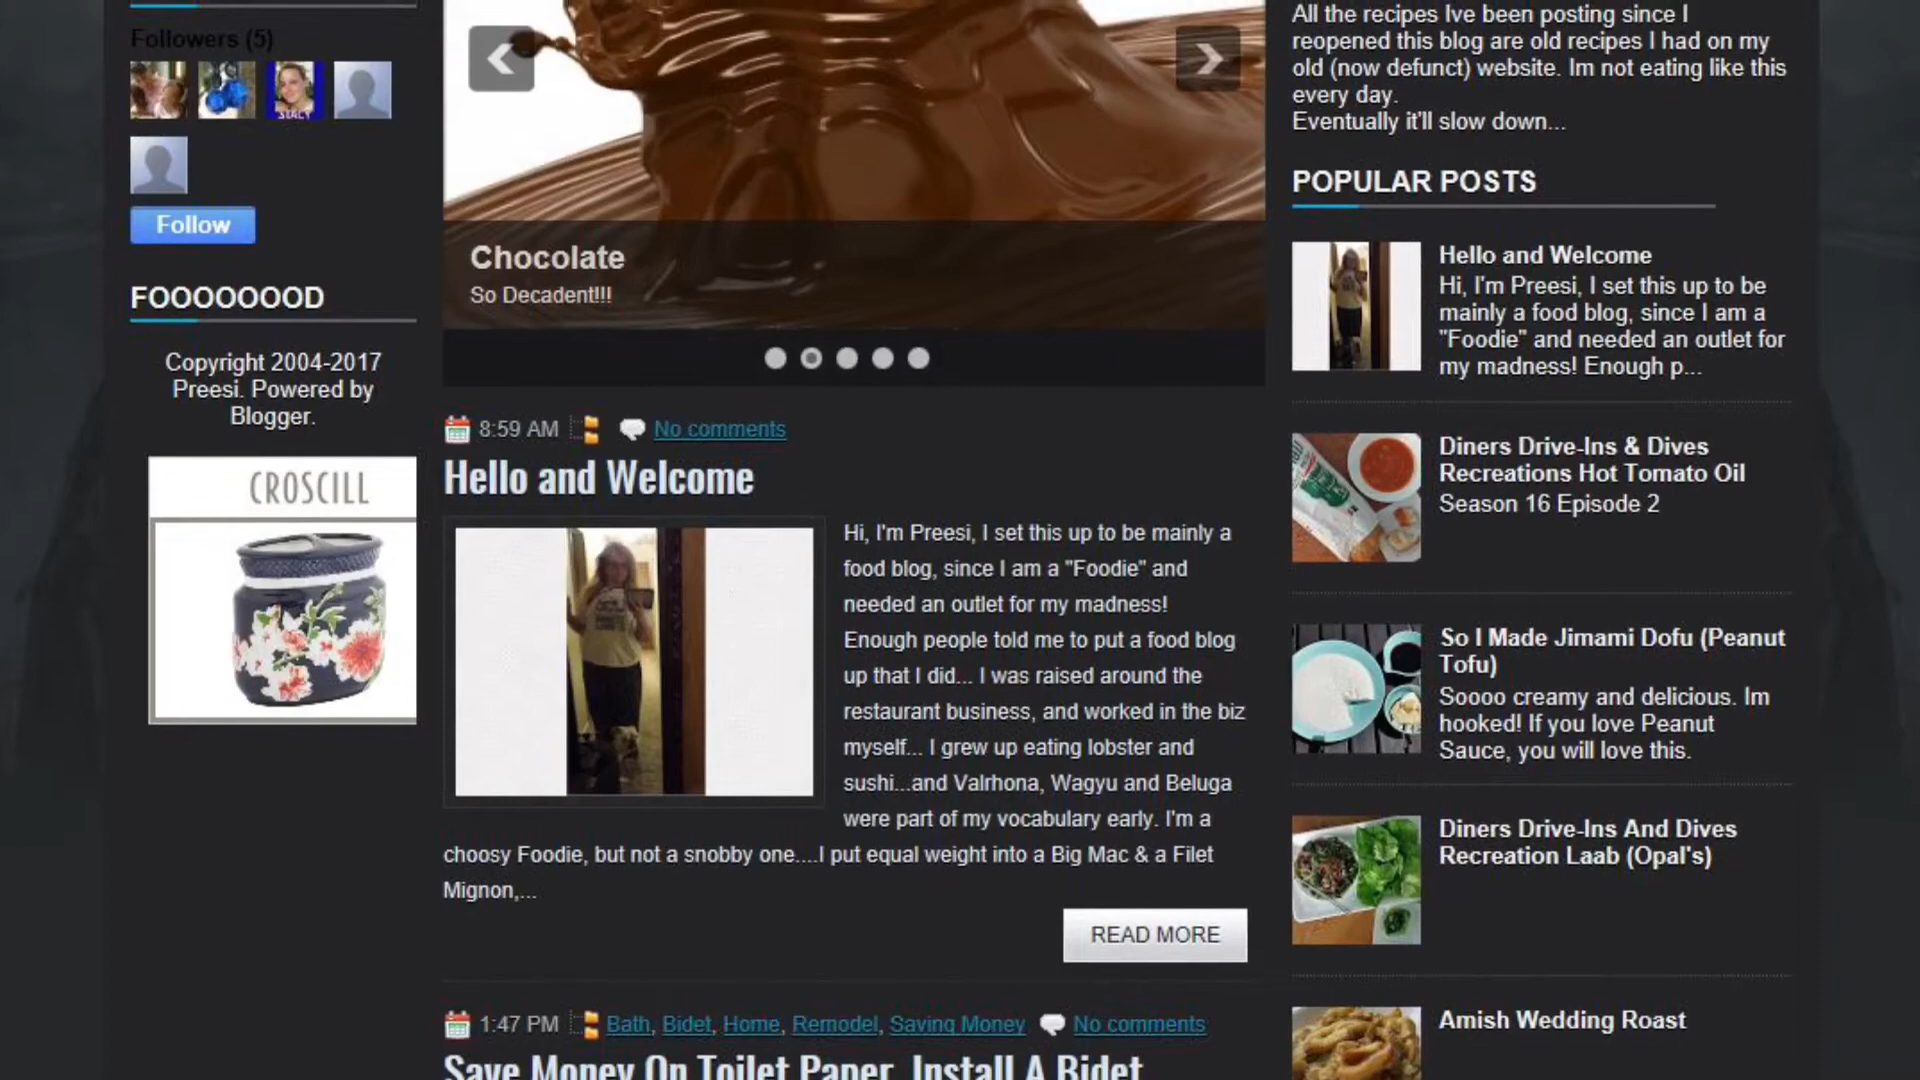 Followers (5)
STACY
Follow
FOOOOOOOD
Copyright 2004-2017
Preesi. Powered by
Blogger.
CROSCILL
Chocolate
So Decadent!!!
8:59 AM No comments
Hello and Welcome
Hi, I'm Preesi, I set this up to be mainly a
food blog, since I am a "Foodie" and
needed an outlet for my madness!
Enough people told me to put a food blog
up that I did... I was raised around the
restaurant business, and worked in the biz
myself... I grew up eating lobster and
sushi...and Valrhona, Wagyu and Beluga
were part of my vocabulary early. I'm a
choosy Foodie, but not a snobby one....I put equal weight into a Big Mac & a Filet
Mignon,...
READ MORE
1:47 PM Bath, Bidet, Home, Remodel, Saving Money No comments
Save Money On Toilet Paper, Install A Bidet
All the recipes Ive been posting since I
reopened this blog are old recipes I had on my
old (now defunct) website. Im not eating like this
every day.
Eventually it'll slow down...
POPULAR POSTS
Hello and Welcome
Hi, I'm Preesi, I set this up to be
mainly a food blog, since I am a
"Foodie" and needed an outlet for
my madness! Enough p...
Diners Drive-Ins & Dives
Recreations Hot Tomato Oil
Season 16 Episode 2
So I Made Jimami Dofu (Peanut
Tofu)
Soooo creamy and delicious. Im
hooked! If you love Peanut
Sauce, you will love this.
Diners Drive-Ins And Dives
Recreation Laab (Opal's)
Amish Wedding Roast